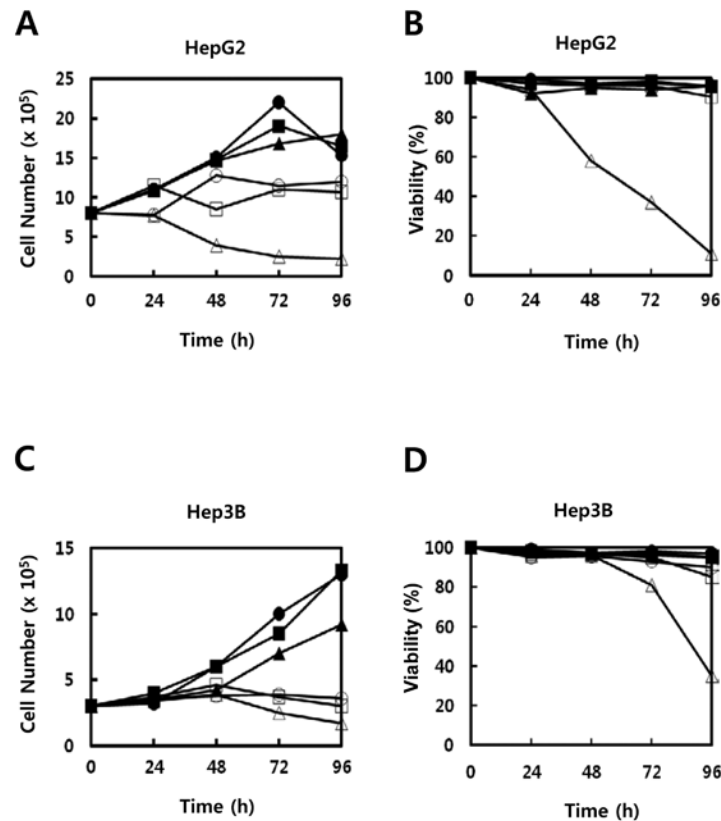 A
HepG2
Cell Number (x 10⁵)
25
20
15
10
5
0
0 24 48 72 96
Time (h)
B
HepG2
Viability (%)
100
80
60
40
20
0
0 24 48 72 96
Time (h)
C
Hep3B
Cell Number (x 10⁵)
15
10
5
0
0 24 48 72 96
Time (h)
D
Hep3B
Viability (%)
100
80
60
40
20
0
0 24 48 72 96
Time (h)